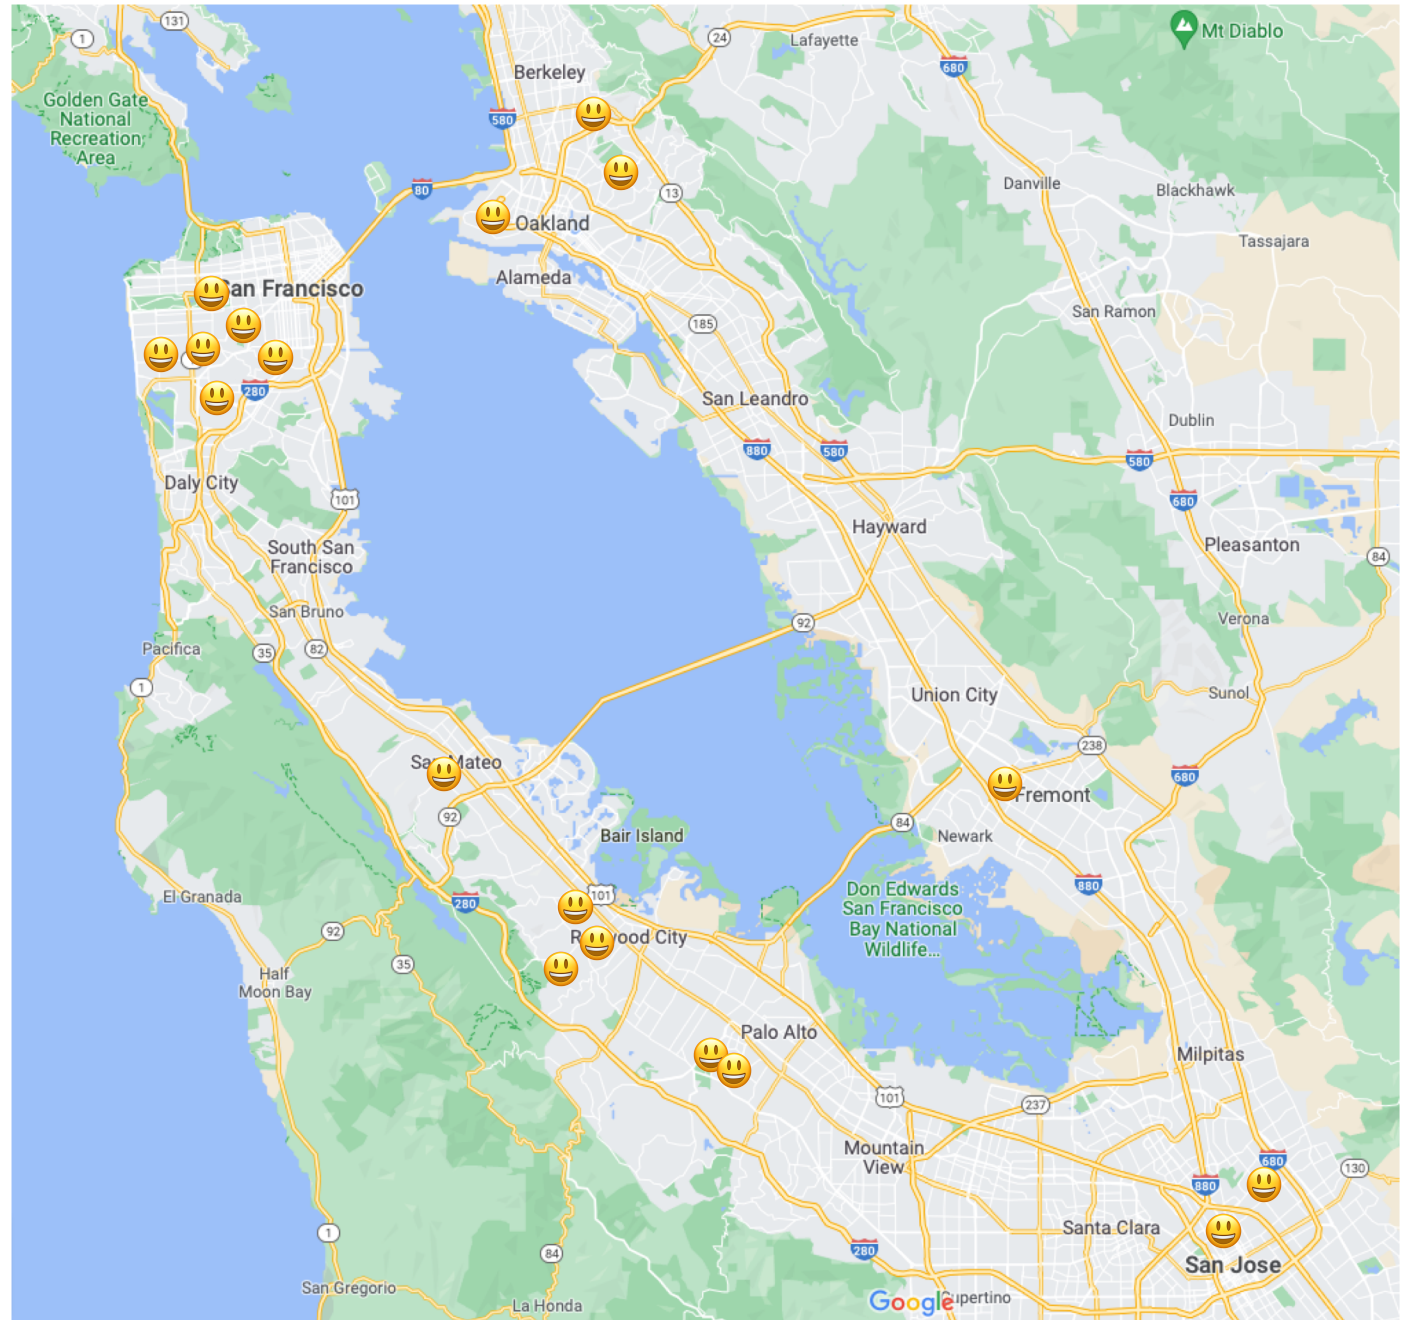 131
1
24
Lafayette
Mt Diablo
680
Berkeley
Golden Gate
National
Recreation
Area
580
Danville
Blackhawk
80
13
Oakland
Tassajara
Alameda
San Francisco
San Ramon
185
280
San Leandro
Dublin
880
580
580
Daly City
101
680
Hayward
Pleasanton
84
South San
Francisco
San Bruno
92
Verona
Pacifica
35
82
1
Union City
Sunol
238
San Mateo
680
Fremont
92
Bair Island
84
Newark
880
El Granada
280
101
Don Edwards
San Francisco
Bay National
Wildlife...
92
Redwood City
35
Half
Moon Bay
Palo Alto
Milpitas
101
237
Mountain
View
680
130
880
Santa Clara
1
84
280
San Jose
San Gregorio
La Honda
Google
Cupertino